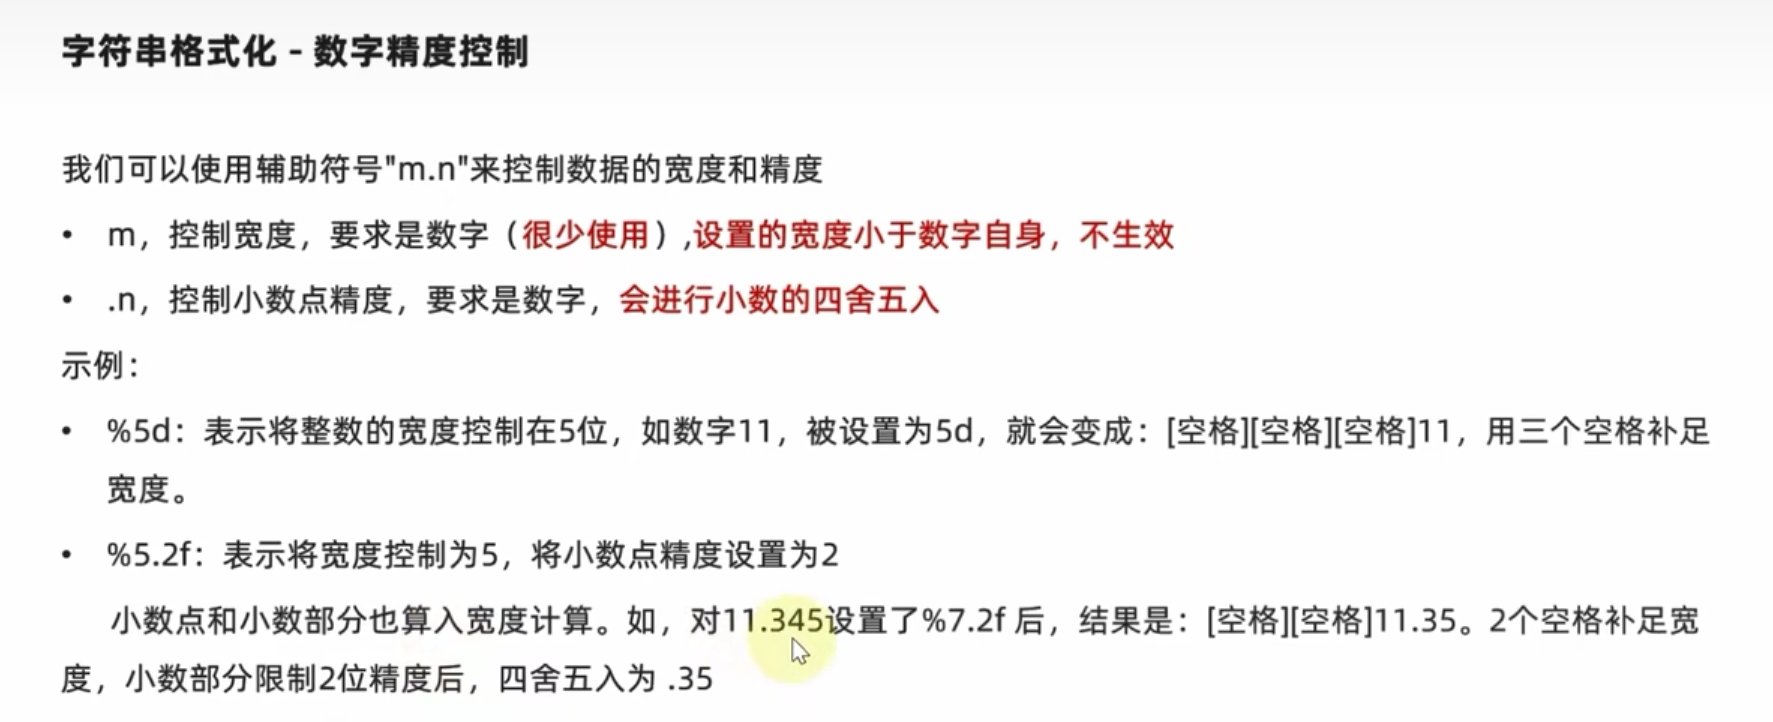 字符串格式化 - 数字精度控制
我们可以使用辅助符号"m.n"来控制数据的宽度和精度
• m，控制宽度，要求是数字（很少使用）,设置的宽度小于数字自身，不生效
• .n，控制小数点精度，要求是数字，会进行小数的四舍五入
示例：
• %5d：表示将整数的宽度控制在5位，如数字11，被设置为5d，就会变成：[空格][空格][空格]11，用三个空格补足
宽度。
• %5.2f：表示将宽度控制为5，将小数点精度设置为2
小数点和小数部分也算入宽度计算。如，对11.345设置了%7.2f 后，结果是：[空格][空格]11.35。2个空格补足宽
度，小数部分限制2位精度后，四舍五入为 .35